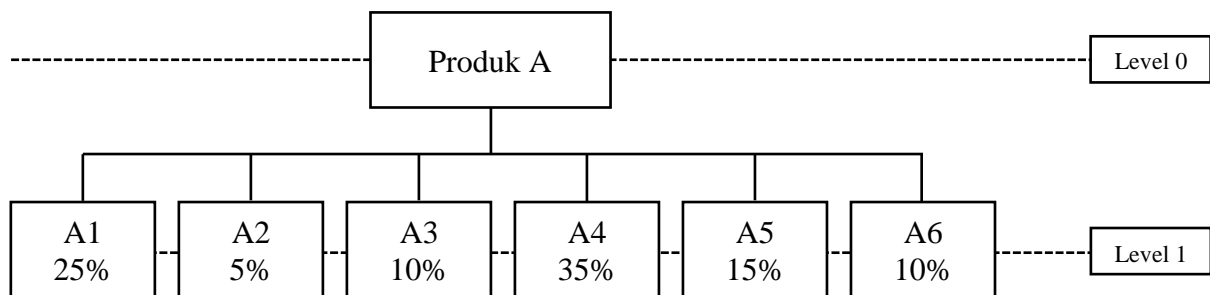 Produk A
Level 0
A1
25%
A2
5%
A3
10%
A4
35%
A5
15%
A6
10%
Level 1